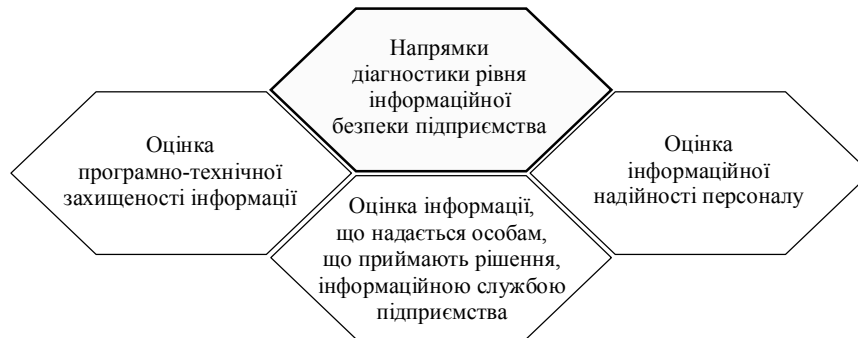 Напрямки
діагностики рівня
інформаційної
безпеки підприємства
Оцінка
програмно-технічної
захищеності інформації
Оцінка інформації,
що надається особам,
що приймають рішення,
інформаційною службою
підприємства
Оцінка
інформаційної
надійності персоналу